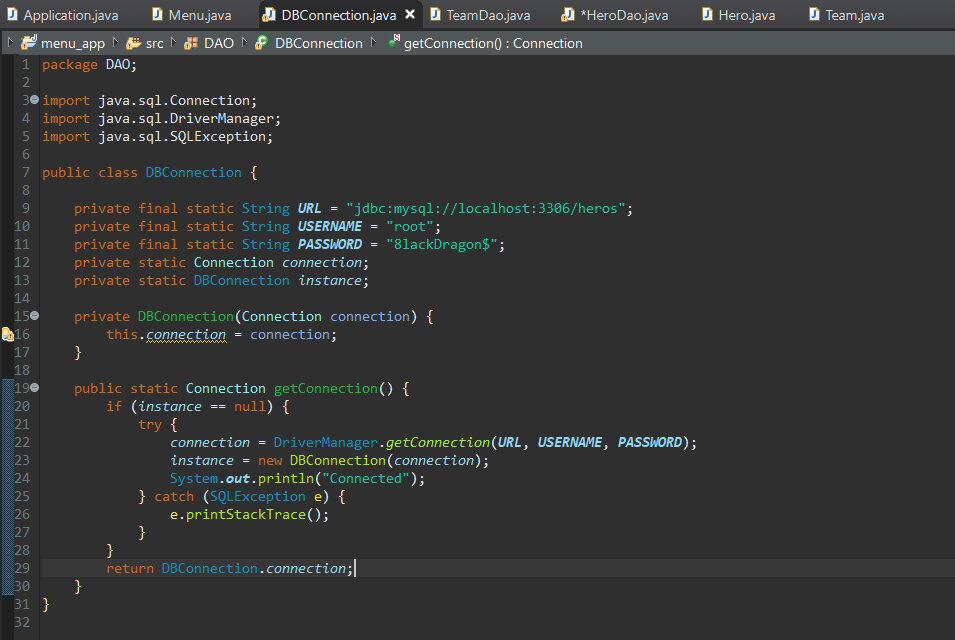 Application.java Menu.java DBConnection.java TeamDao.java *HeroDao.java Hero.java Team.java
menu_app src DAO DBConnection getConnection() : Connection
1 package DAO;
2
3 import java.sql.Connection;
4 import java.sql.DriverManager;
5 import java.sql.SQLException;
6
7 public class DBConnection {
8
9     private final static String URL = "jdbc:mysql://localhost:3306/heros";
10     private final static String USERNAME = "root";
11     private final static String PASSWORD = "8lackDragon$";
12     private static Connection connection;
13     private static DBConnection instance;
14
15     private DBConnection(Connection connection) {
16         this.connection = connection;
17     }
18
19     public static Connection getConnection() {
20         if (instance == null) {
21             try {
22                 connection = DriverManager.getConnection(URL, USERNAME, PASSWORD);
23                 instance = new DBConnection(connection);
24                 System.out.println("Connected");
25             } catch (SQLException e) {
26                 e.printStackTrace();
27             }
28         }
29         return DBConnection.connection;
30     }
31 }
32